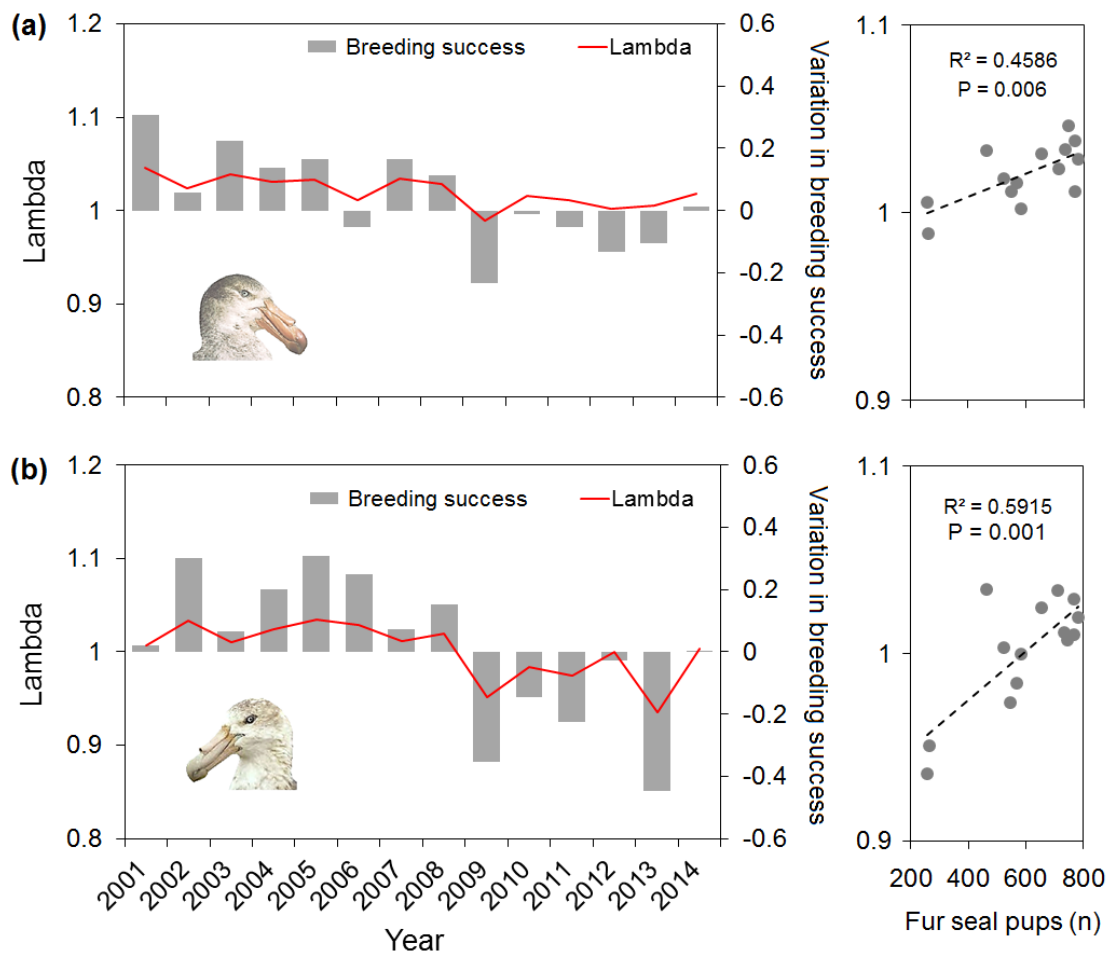 (a)
1.2
1.1
1
0.9
0.8
Lambda
Breeding success
Lambda
0.6
0.4
0.2
0
-0.2
-0.4
-0.6
Variation in breeding success
1.1
1
0.9
R² = 0.4586
P = 0.006
(b)
1.2
1.1
1
0.9
0.8
Lambda
Breeding success
Lambda
0.6
0.4
0.2
0
-0.2
-0.4
-0.6
Variation in breeding success
2001 2002 2003 2004 2005 2006 2007 2008 2009 2010 2011 2012 2013 2014
Year
1.1
1
0.9
R² = 0.5915
P = 0.001
200 400 600 800
Fur seal pups (n)